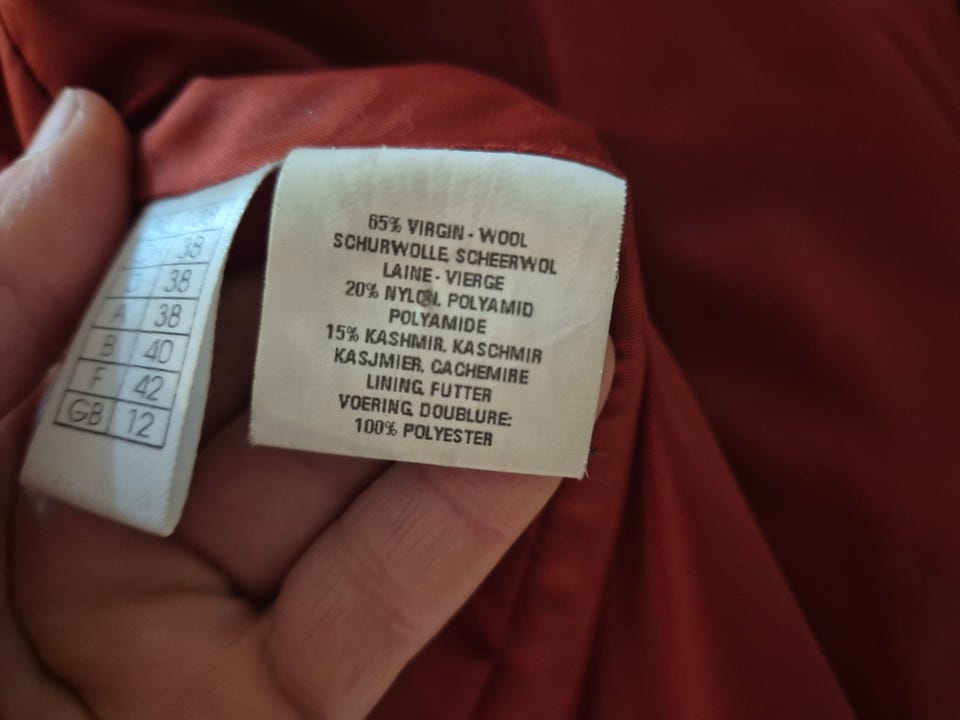 38
38
A 38
B 40
F 42
GB 12
65% VIRGIN - WOOL
SCHURWOLLE, SCHEERWOL
LAINE - VIERGE
20% NYLON, POLYAMID
POLYAMIDE
15% KASHMIR, KASCHMIR
KASJMIER, CACHEMIRE
LINING, FUTTER
VOERING, DOUBLURE:
100% POLYESTER